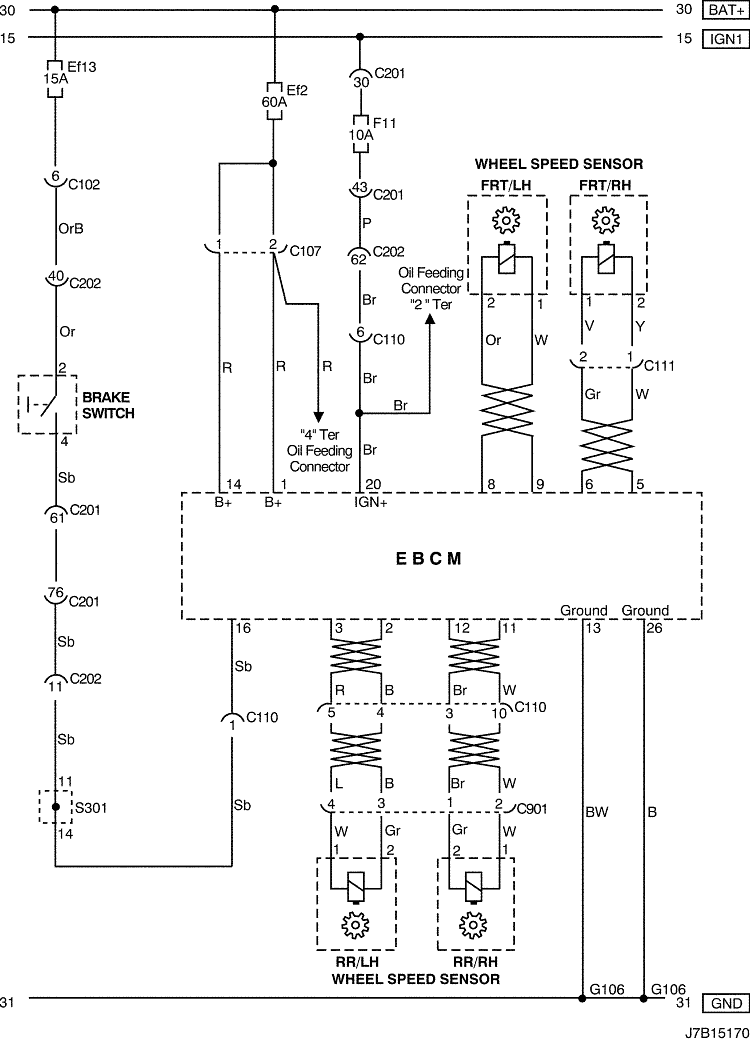 30 30 BAT+
15 15 IGN1
Ef13
15A
Ef2
60A
C201
30
F11
10A
WHEEL SPEED SENSOR
FRT/LH FRT/RH
6 C102
43 C201
P
OrB
1 2 C107
62 C202
40 C202
Oil Feeding
Connector
"2" Ter
Br
2 1 1 2
Or
6 C110
Or W V Y
2 1 C111
2
R R R
Br
Gr W
BRAKE
SWITCH
Br
4
"4" Ter
Oil Feeding
Connector
Br
Sb
14 1 20 8 9 6 5
B+ B+ IGN+
61 C201
EBCM
76 C201
Ground Ground
16 3 2 12 11 13 26
Sb Sb
11 C202
R B Br W
5 4 3 10 C110
1 C110
Sb
L B Br W
11
S301
14
Sb
4 3 1 2 C901
BW B
W Gr Gr W
1 2 2 1
RR/LH RR/RH
WHEEL SPEED SENSOR
G106 G106
31 31 GND
J7B15170